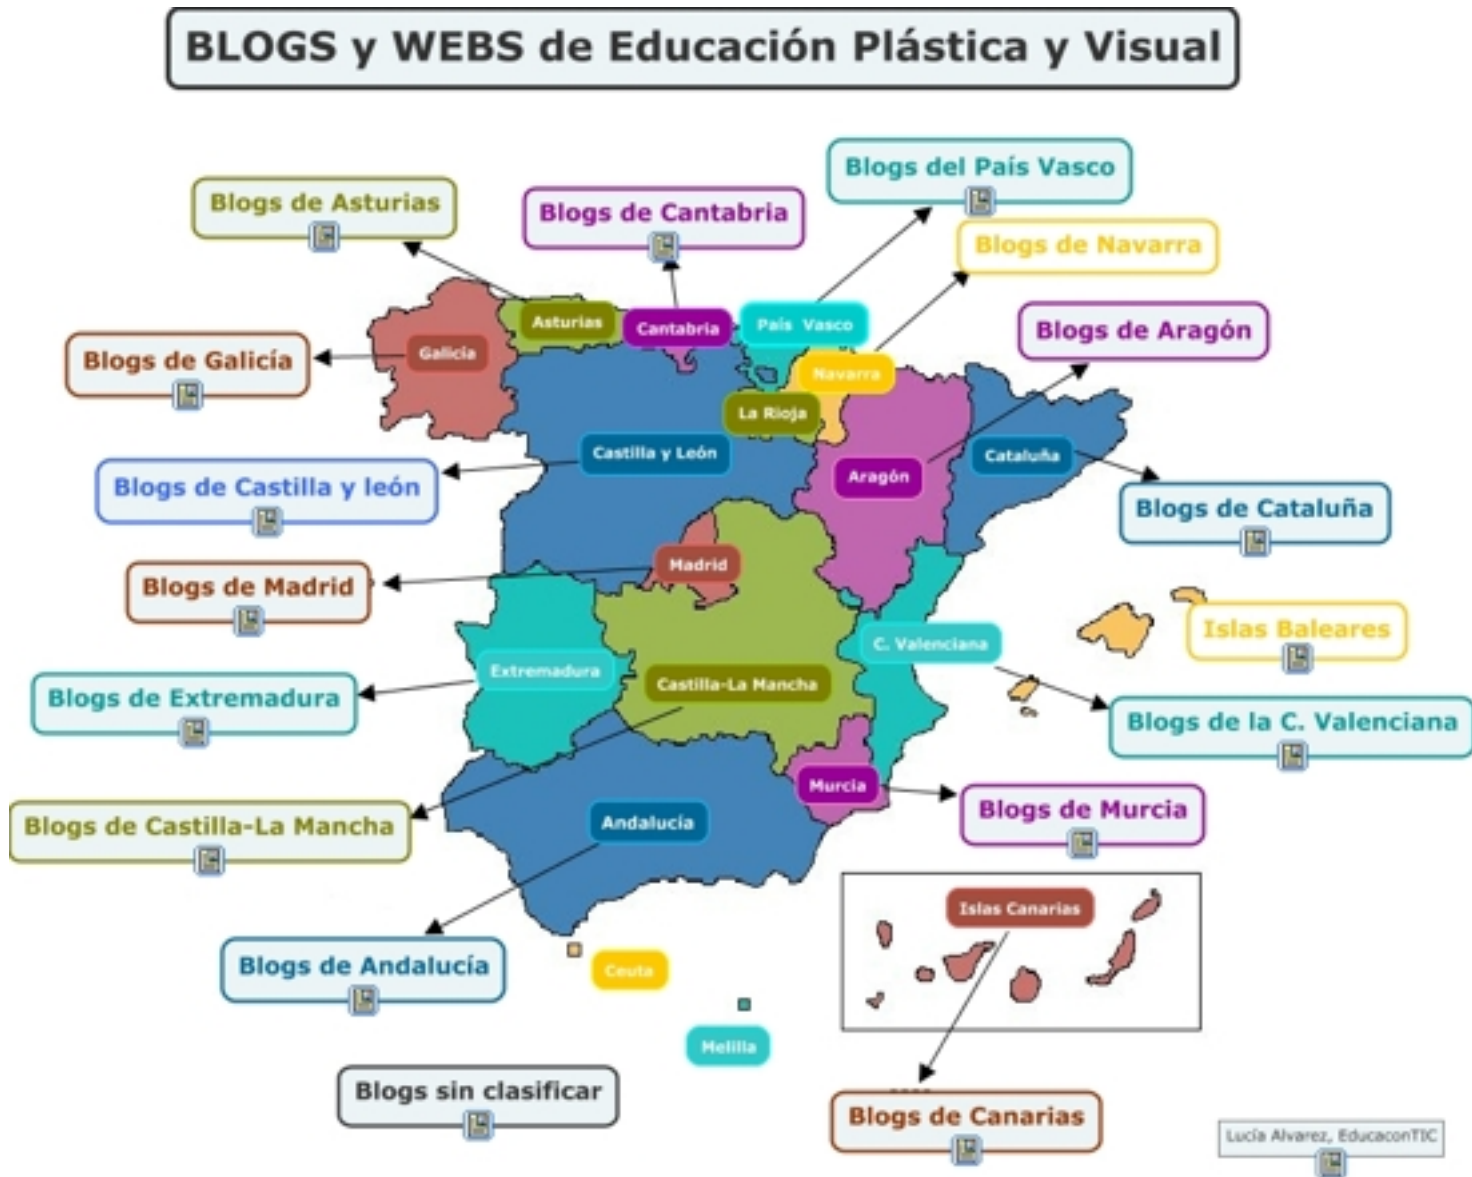 BLOGS y WEBS de Educación Plástica y Visual
Blogs del País Vasco
Blogs de Asturias
Blogs de Cantabria
Blogs de Navarra
Asturias
Cantabria
País Vasco
Blogs de Aragón
Blogs de Galicía
Galicia
Navarra
La Rioja
Castilla y León
Aragón
Cataluña
Blogs de Castilla y león
Blogs de Cataluña
Madrid
Blogs de Madrid
Islas Baleares
C. Valenciana
Extremadura
Castilla-La Mancha
Blogs de Extremadura
Blogs de la C. Valenciana
Murcia
Blogs de Murcia
Blogs de Castilla-La Mancha
Andalucía
Islas Canarias
Blogs de Andalucía
Ceuta
Melilla
Blogs sin clasificar
Blogs de Canarias
Lucía Alvarez, EducaconTIC